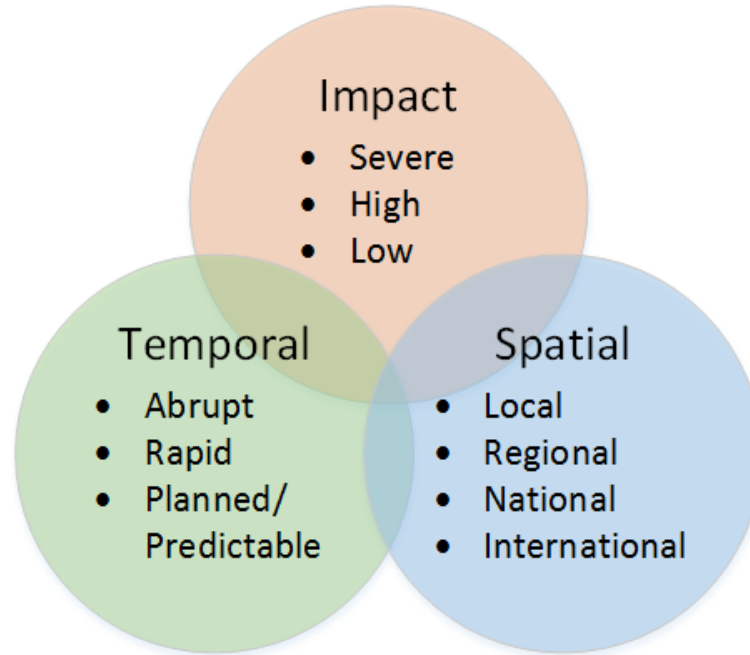 Impact
• Severe
• High
• Low
Temporal
• Abrupt
• Rapid
• Planned/
Predictable
Spatial
• Local
• Regional
• National
• International